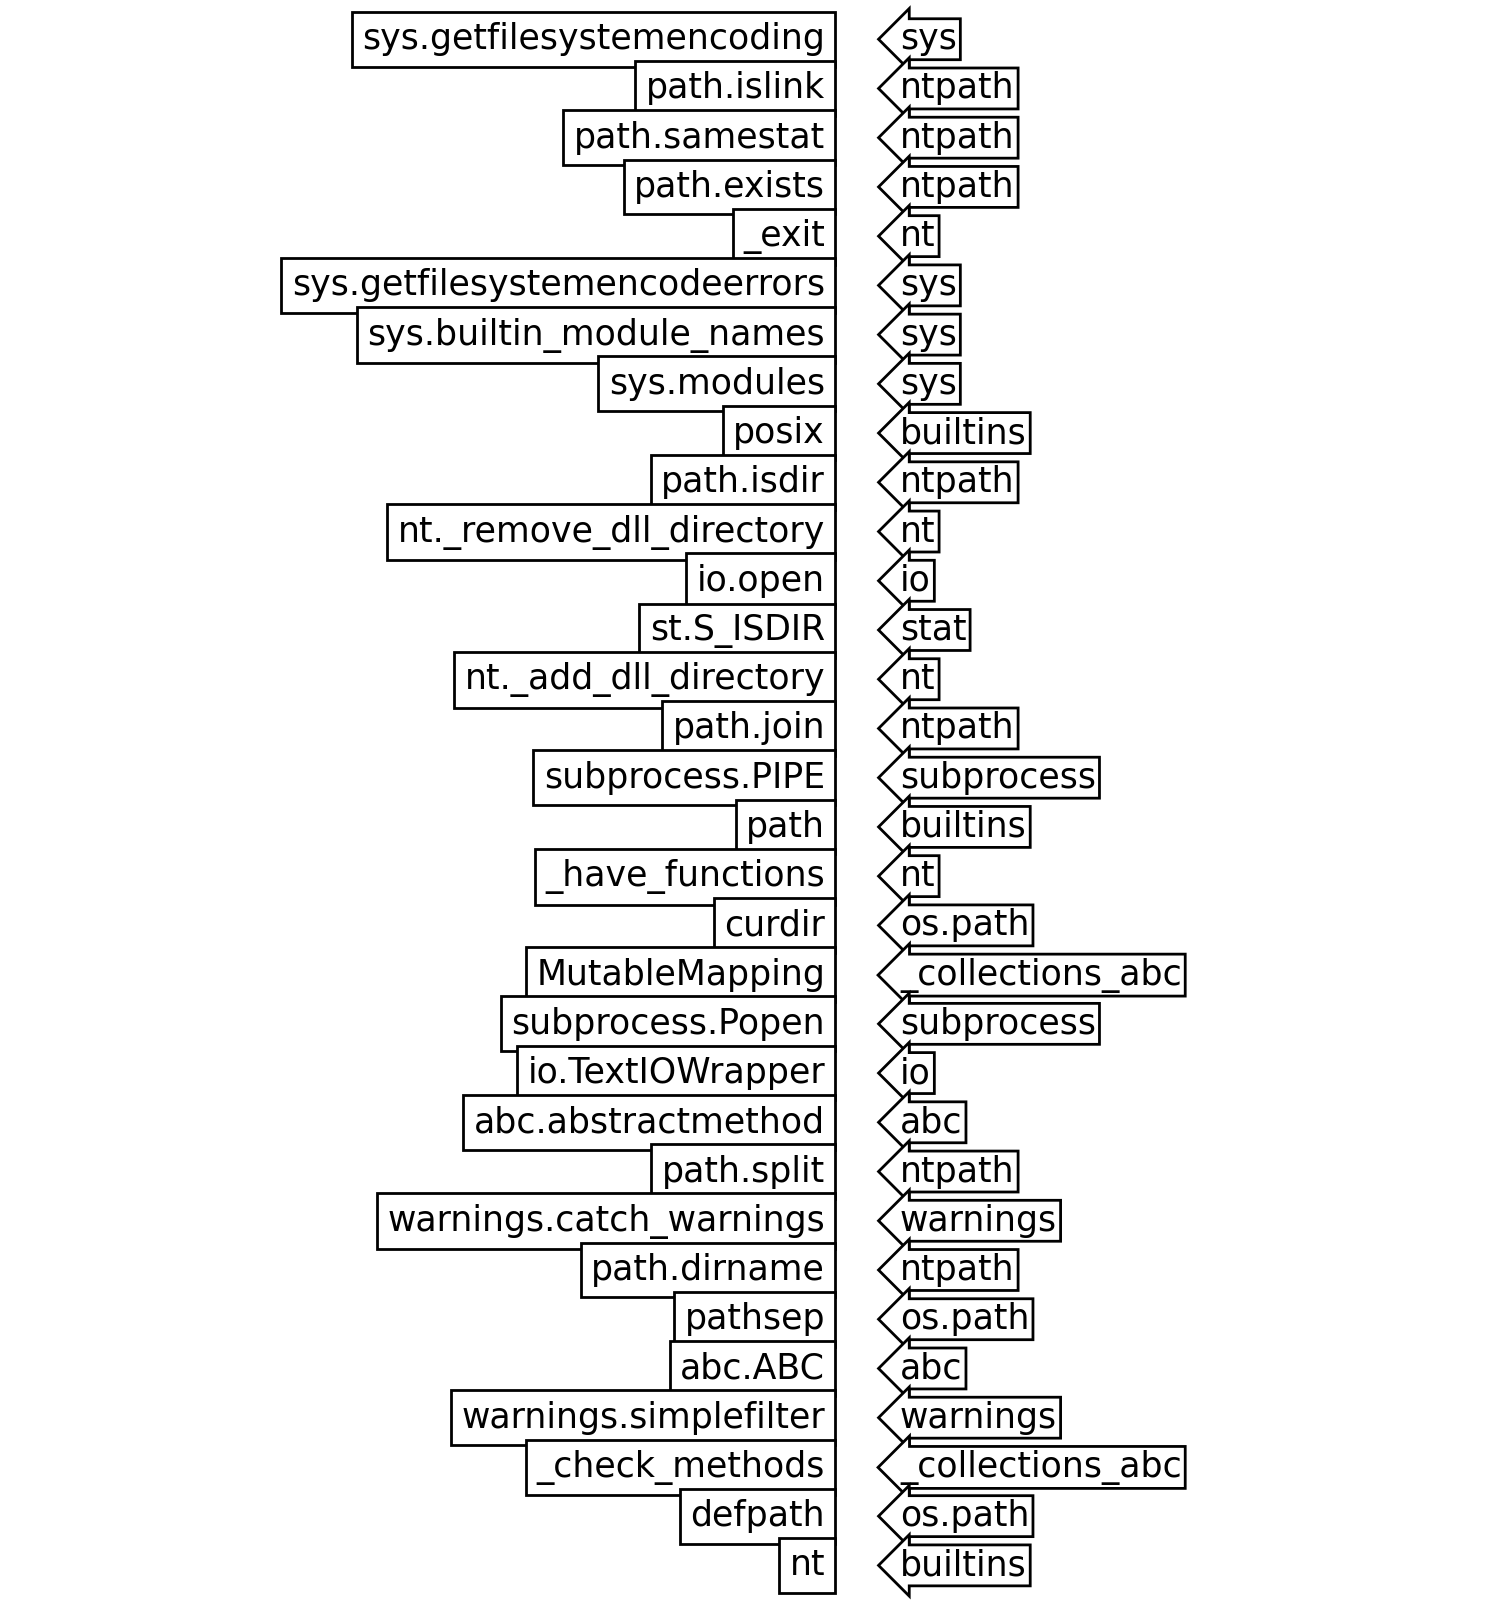 sys.getfilesystemencoding sys
path.islink ntpath
path.samestat ntpath
path.exists ntpath
_exit nt
sys.getfilesystemencodeerrors sys
sys.builtin_module_names sys
sys.modules sys
posix builtins
path.isdir ntpath
nt._remove_dll_directory nt
io.open io
st.S_ISDIR stat
nt._add_dll_directory nt
path.join ntpath
subprocess.PIPE subprocess
path builtins
_have_functions nt
curdir os.path
MutableMapping _collections_abc
subprocess.Popen subprocess
io.TextIOWrapper io
abc.abstractmethod abc
path.split ntpath
warnings.catch_warnings warnings
path.dirname ntpath
pathsep os.path
abc.ABC abc
warnings.simplefilter warnings
_check_methods _collections_abc
defpath os.path
nt builtins